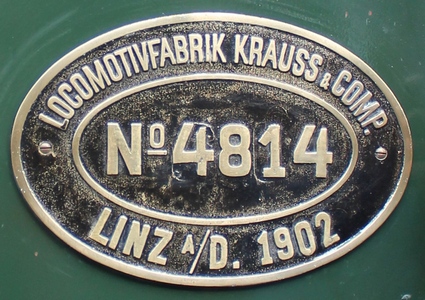 LOCOMOTIVFABRIK KRAUSS & COMP.
No 4814
LINZ A/D. 1902